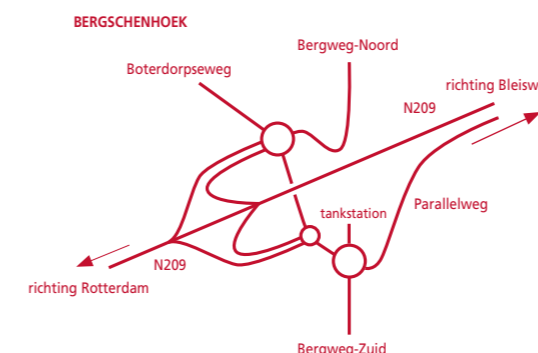 BERGSCHENHOEK
Bergweg-Noord
Boterdorpseweg
richting Bleisw
N209
Parallelweg
tankstation
N209
richting Rotterdam
Bergweg-Zuid